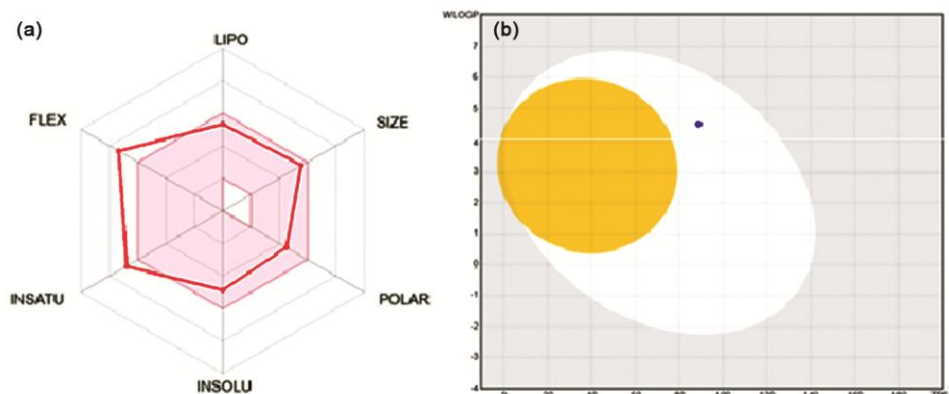 (a)
LIPO
FLEX
SIZE
INSATU
POLAR
INSOLU
(b)
WLOGP
7
6
5
4
3
2
1
0
-1
-2
-3
-4